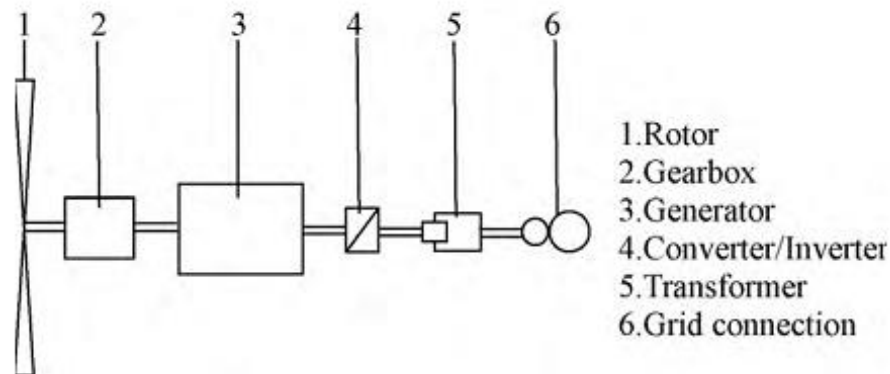 1 2 3 4 5 6
1.Rotor
2.Gearbox
3.Generator
4.Converter/Inverter
5.Transformer
6.Grid connection